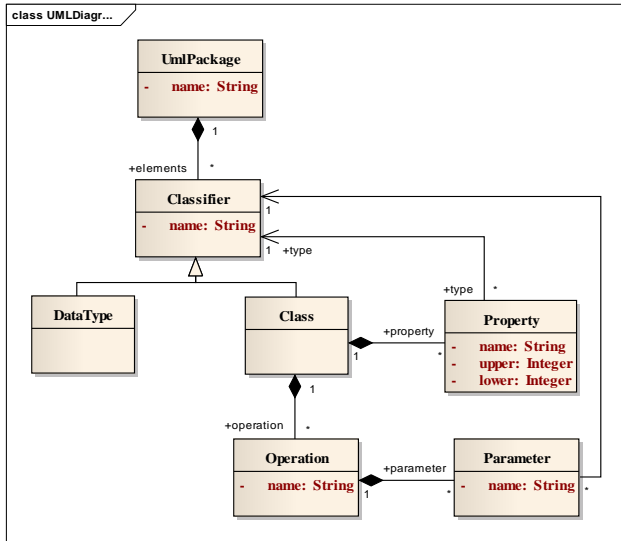 class UMLDiagr...
UmlPackage
- name: String
1
+elements *
Classifier
- name: String
1
1 +type
DataType
Class
+type *
+property
1 *
Property
- name: String
- upper: Integer
- lower: Integer
1
+operation *
Operation
- name: String
+parameter
1 *
Parameter
- name: String
*